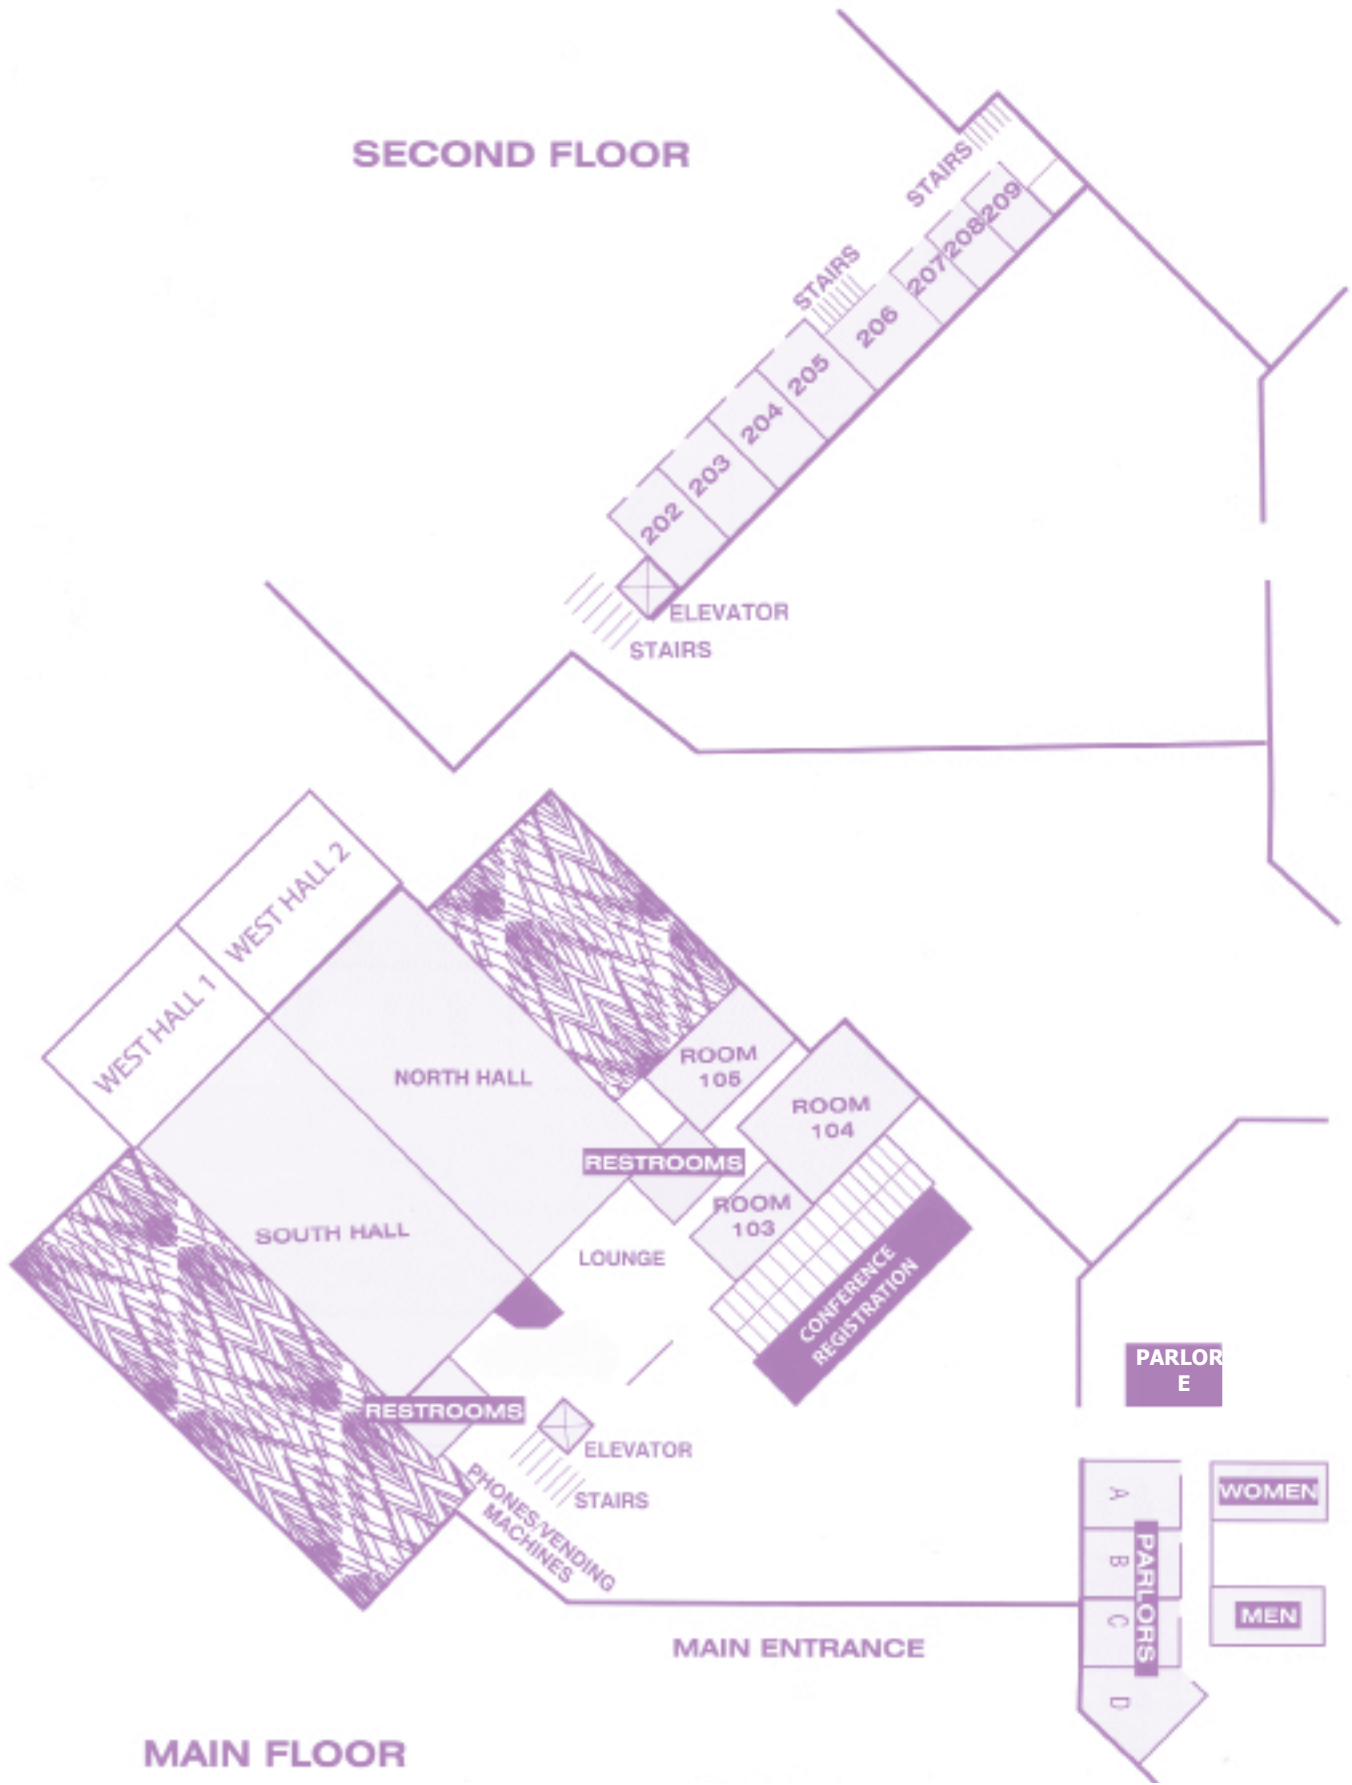 SECOND FLOOR
STAIRS
209
208
STAIRS
207
206
205
204
203
202
ELEVATOR
STAIRS
WEST HALL 2
WEST HALL 1
NORTH HALL
ROOM
105
ROOM
104
RESTROOMS
ROOM
103
SOUTH HALL
LOUNGE
CONFERENCE
REGISTRATION
PARLOR
E
RESTROOMS
ELEVATOR
STAIRS
PHONES/VENDING
MACHINES
A
B
C
D
PARLORS
WOMEN
MEN
MAIN ENTRANCE
MAIN FLOOR